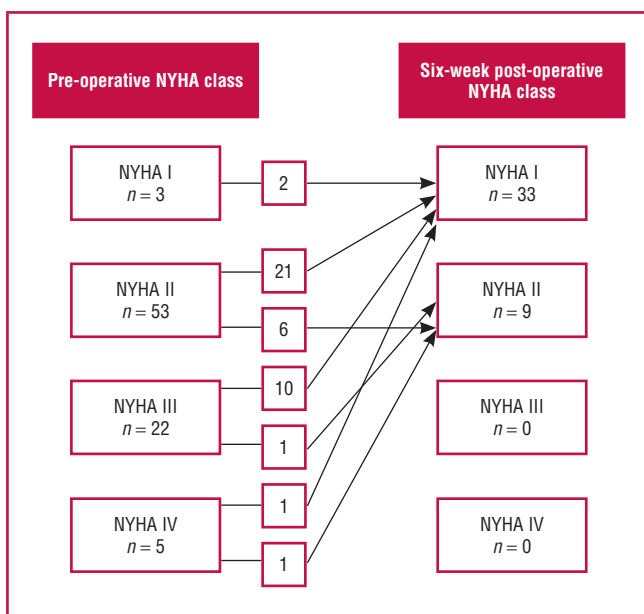 Pre-operative NYHA class
Six-week post-operative
NYHA class
NYHA I
n = 3
2
NYHA I
n = 33
NYHA II
n = 53
21
6
NYHA II
n = 9
NYHA III
n = 22
10
1
NYHA III
n = 0
NYHA IV
n = 5
1
1
NYHA IV
n = 0